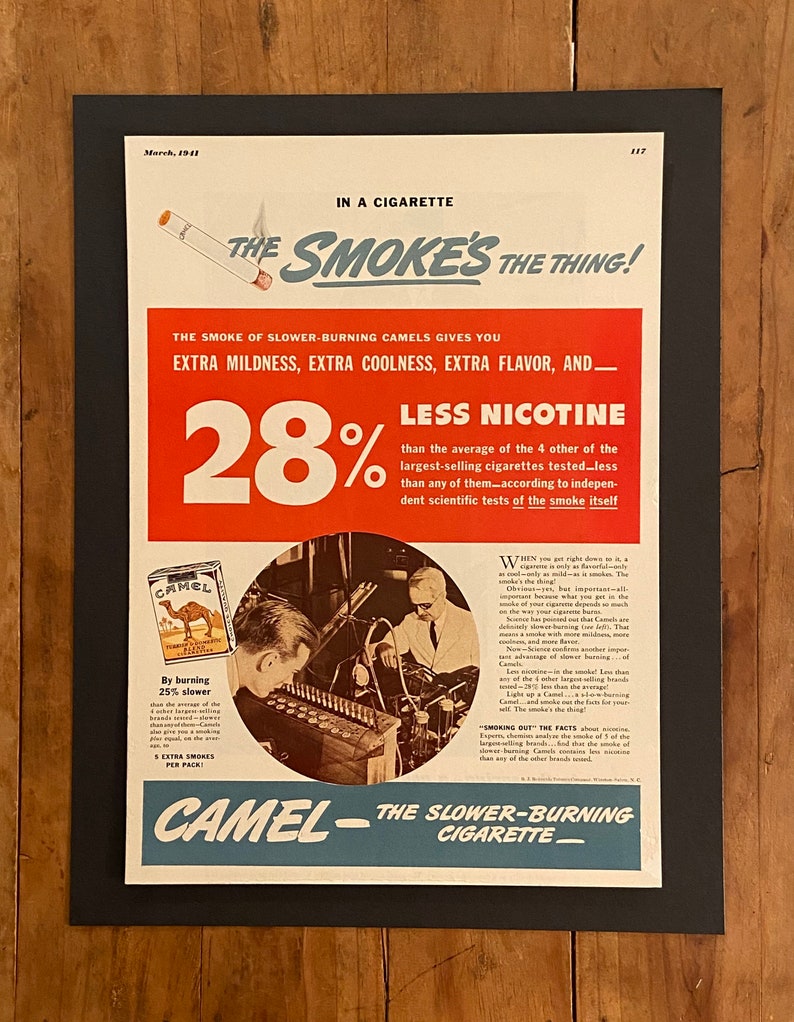 March, 1941
117
IN A CIGARETTE
CAMEL
THE SMOKE'S THE THING!
THE SMOKE OF SLOWER-BURNING CAMELS GIVES YOU
EXTRA MILDNESS, EXTRA COOLNESS, EXTRA FLAVOR, AND—
28%
LESS NICOTINE
than the average of the 4 other of the
largest-selling cigarettes tested—less
than any of them—according to indepen-
dent scientific tests of the smoke itself
CAMEL
TURKISH & DOMESTIC
BLEND
CIGARETTES
By burning
25% slower
than the average of the
4 other largest-selling
brands tested—slower
than any of them—Camels
also give you a smoking
plus equal, on the aver-
age, to
5 EXTRA SMOKES
PER PACK!
WHEN you get right down to it, a
cigarette is only as flavorful—only
as cool—only as mild—as it smokes. The
smoke's the thing!
Obvious—yes, but important—all-
important because what you get in the
smoke of your cigarette depends so much
on the way your cigarette burns.
Science has pointed out that Camels are
definitely slower-burning (see left). That
means a smoke with more mildness, more
coolness, and more flavor.
Now—Science confirms another impor-
tant advantage of slower burning...of
Camels.
Less nicotine—in the smoke! Less than
any of the 4 other largest-selling brands
tested—28% less than the average!
Light up a Camel...a s-l-o-w-burning
Camel...and smoke out the facts for your-
self. The smoke's the thing!
"SMOKING OUT" THE FACTS about nicotine.
Experts, chemists analyze the smoke of 5 of the
largest-selling brands...find that the smoke of
slower-burning Camels contains less nicotine
than any of the other brands tested.
R. J. Reynolds Tobacco Company, Winston-Salem, N. C.
CAMEL—THE SLOWER-BURNING
CIGARETTE—